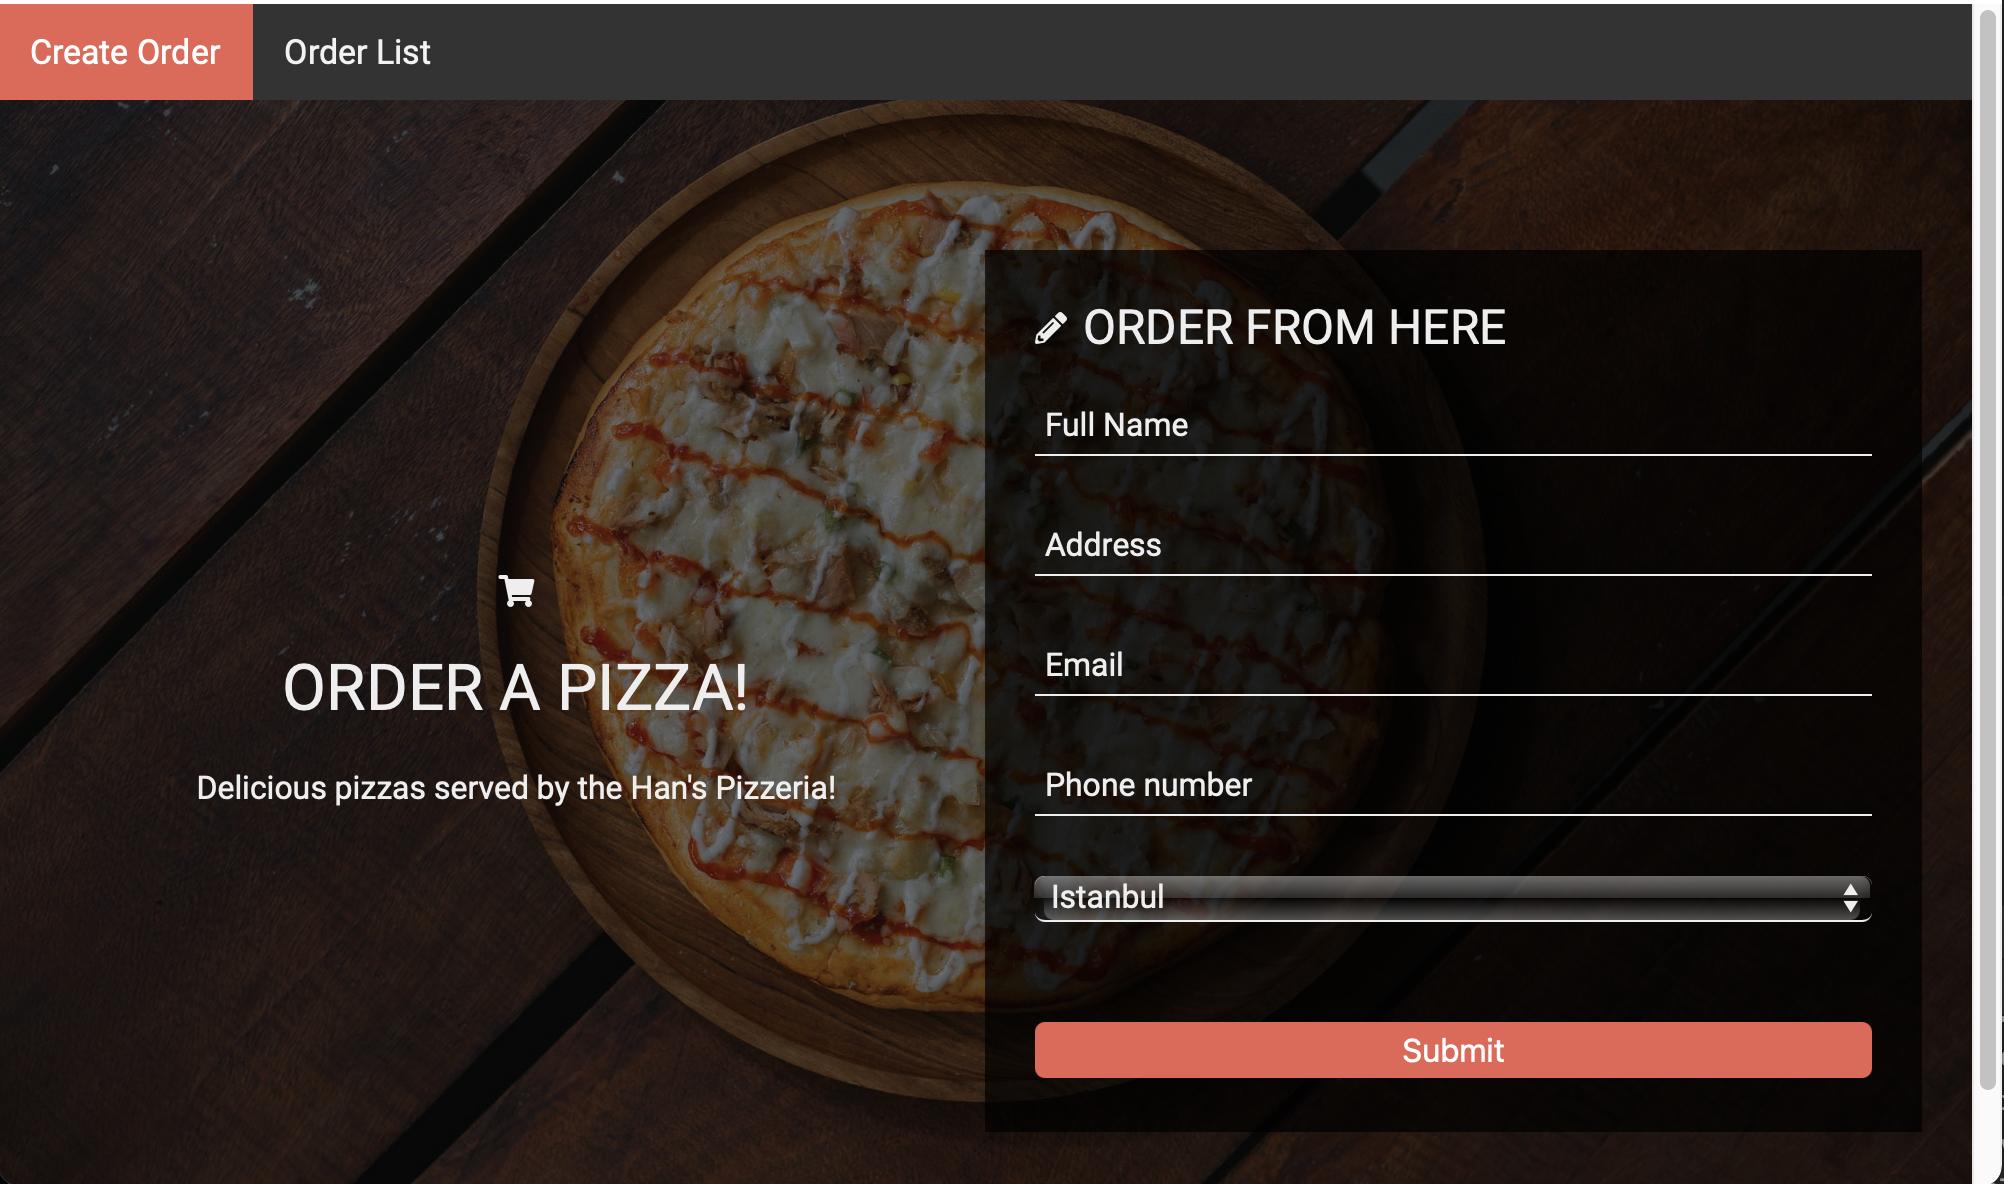 Create Order
Order List
ORDER A PIZZA!
Delicious pizzas served by the Han's Pizzeria!
ORDER FROM HERE
Full Name
Address
Email
Phone number
Istanbul
Submit